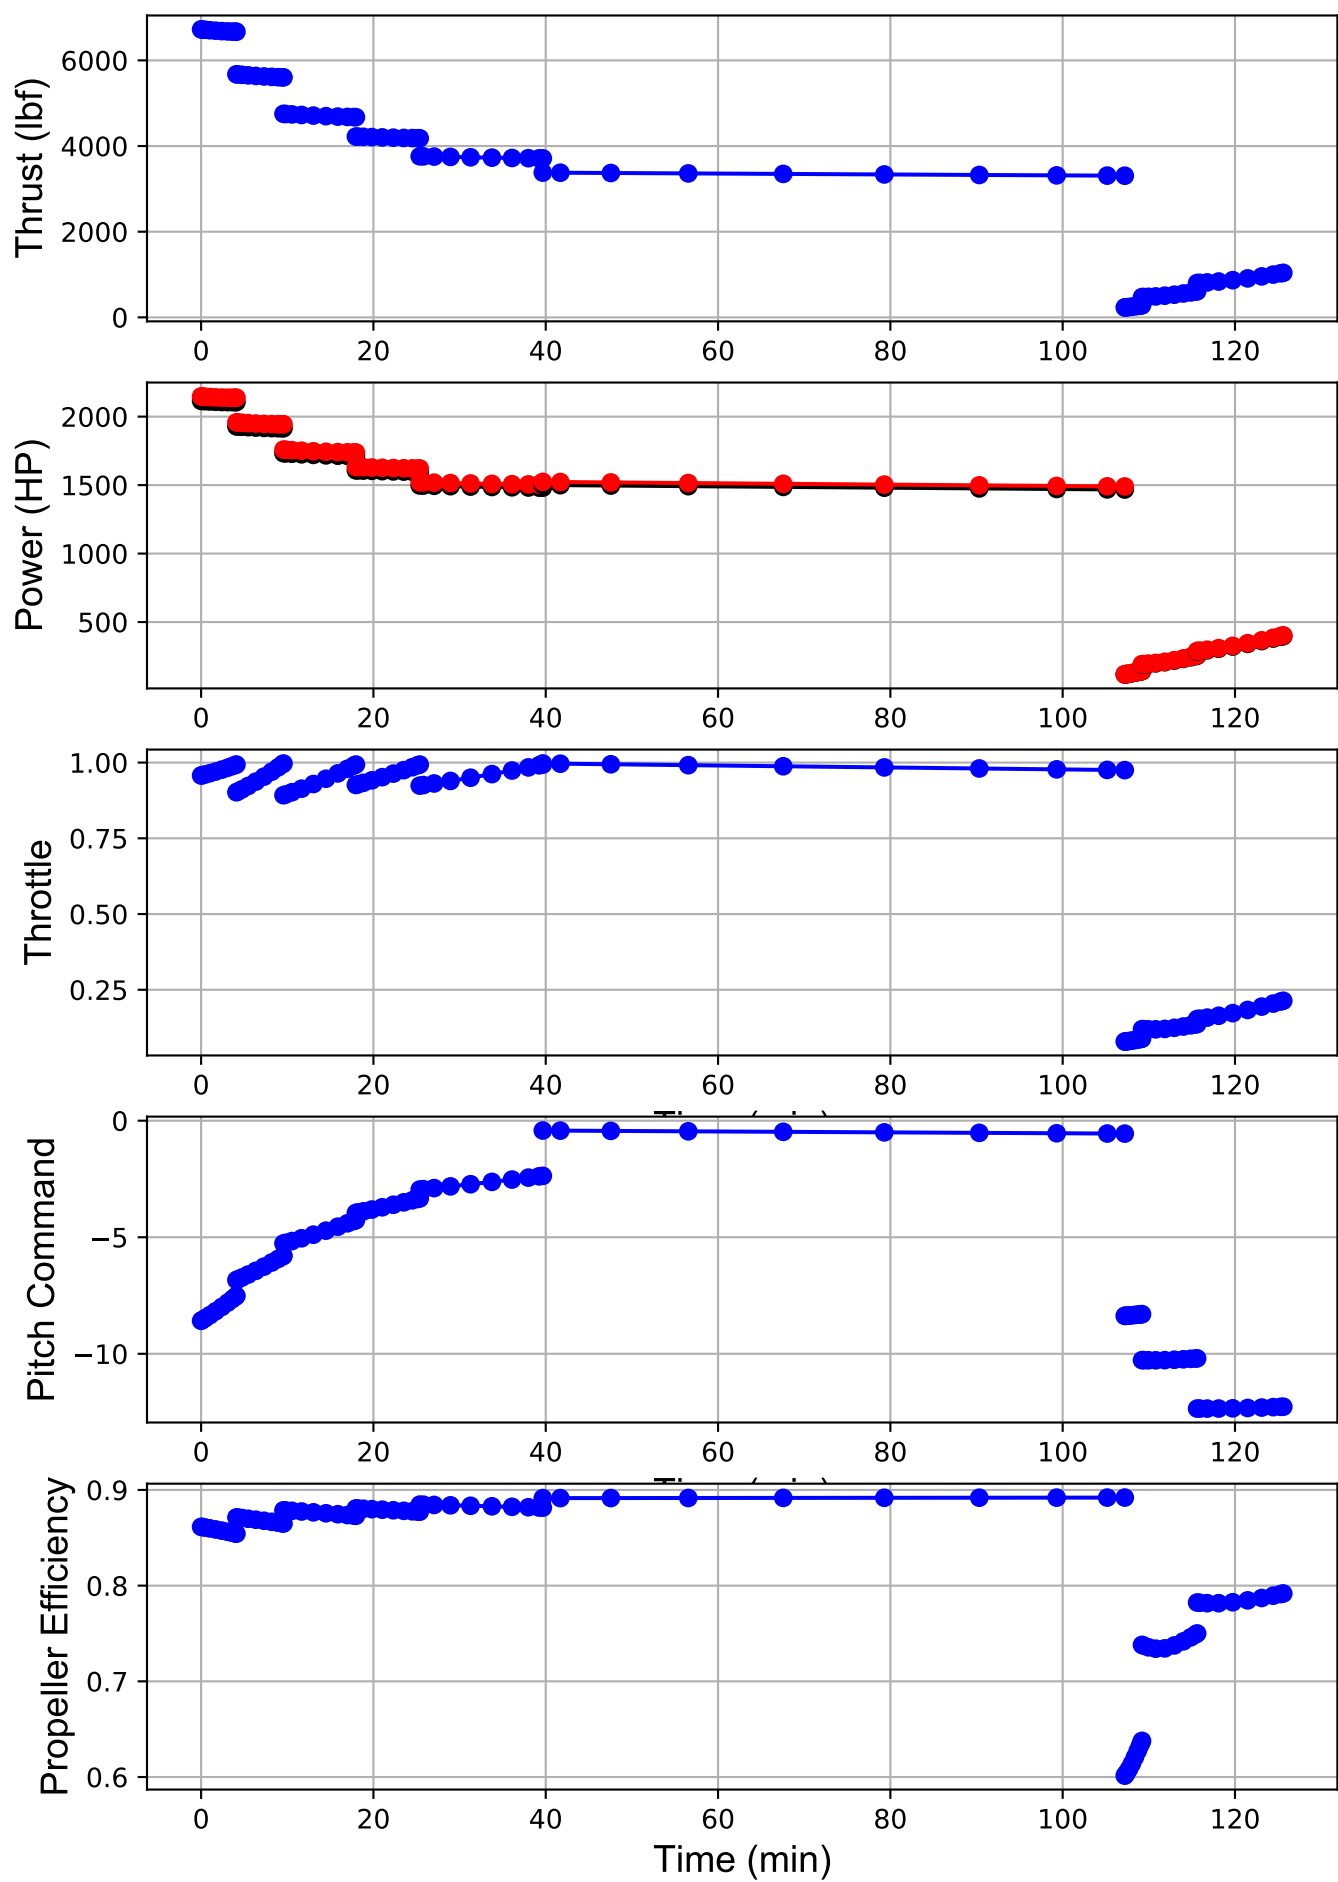 Thrust (lbf)
6000
4000
2000
0
0 20 40 60 80 100 120
Power (HP)
2000
1500
1000
500
0 20 40 60 80 100 120
Throttle
1.00
0.75
0.50
0.25
0 20 40 60 80 100 120
Pitch Command
0
−5
−10
0 20 40 60 80 100 120
Propeller Efficiency
0.9
0.8
0.7
0.6
0 20 40 60 80 100 120
Time (min)